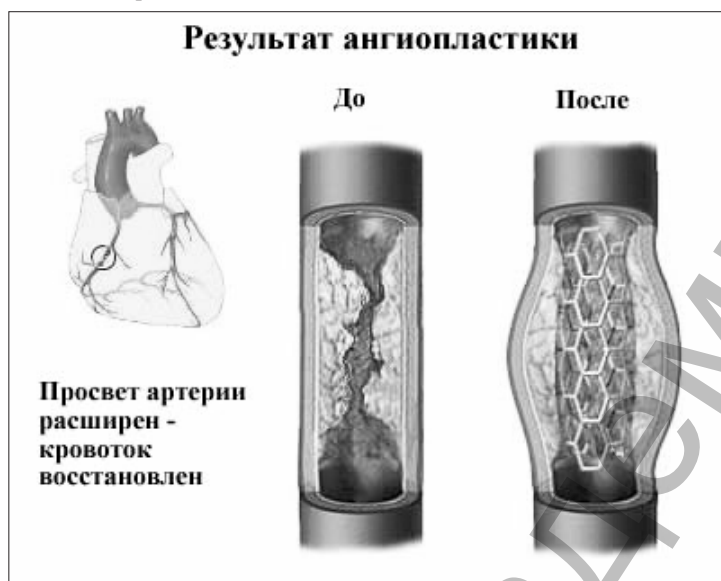 Результат ангиопластики
До
После
Просвет артерии
расширен -
кровоток
восстановлен